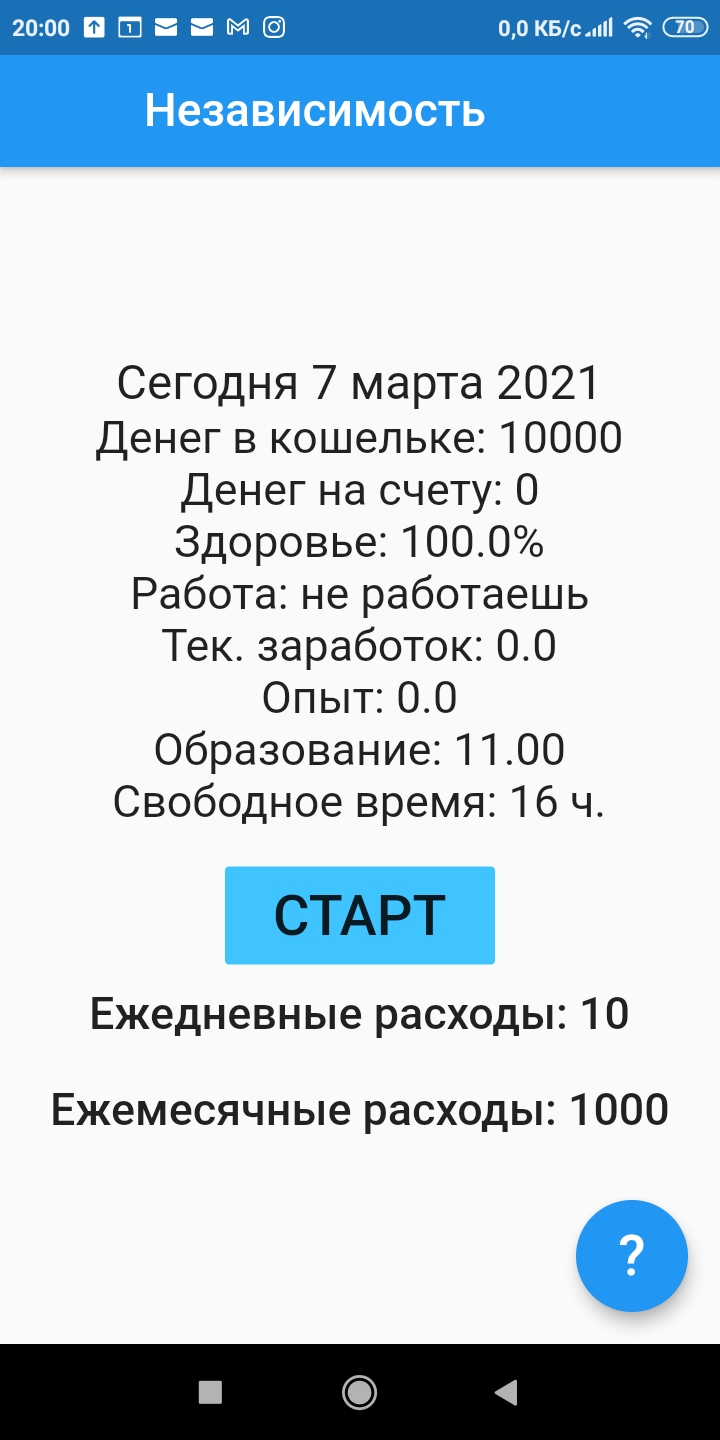 20:00 0,0 КБ/с 70
Независимость
Сегодня 7 марта 2021
Денег в кошельке: 10000
Денег на счету: 0
Здоровье: 100.0%
Работа: не работаешь
Тек. заработок: 0.0
Опыт: 0.0
Образование: 11.00
Свободное время: 16 ч.
СТАРТ
Ежедневные расходы: 10
Ежемесячные расходы: 1000
?